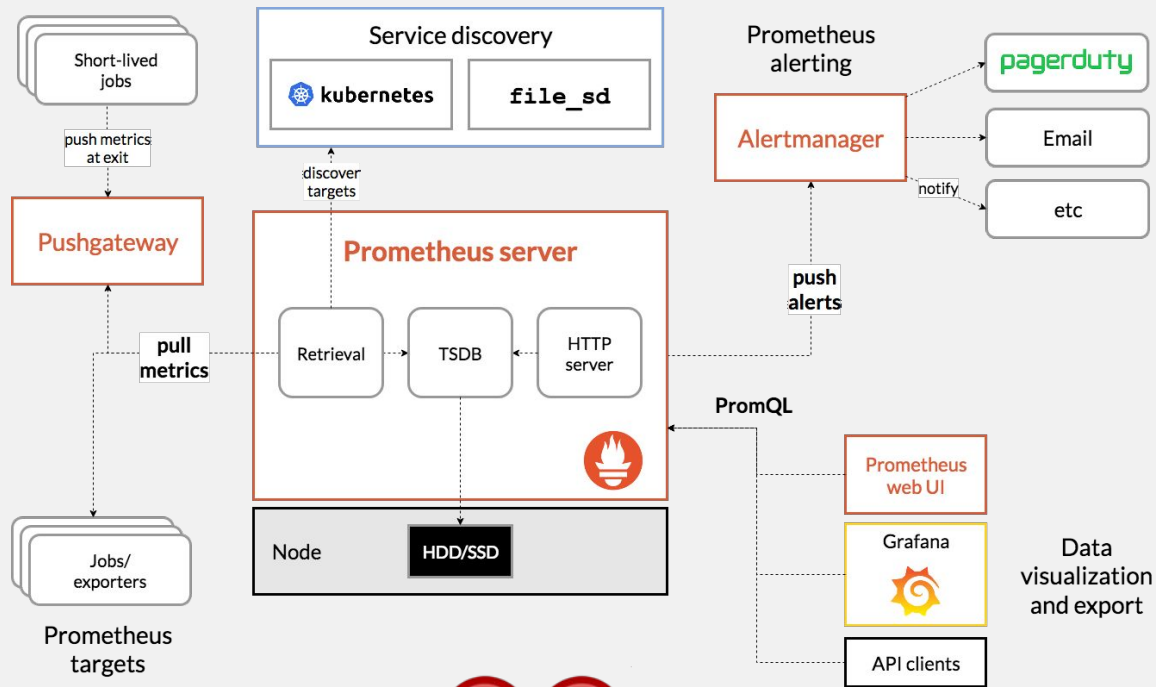 Short-lived
jobs
push metrics
at exit
Pushgateway
Service discovery
kubernetes
file_sd
discover
targets
Prometheus
alerting
Alertmanager
pagerduty
Email
notify
etc
Prometheus server
Retrieval
TSDB
HTTP
server
pull
metrics
push
alerts
PromQL
Node
HDD/SSD
Jobs/
exporters
Prometheus
targets
Prometheus
web UI
Grafana
API clients
Data
visualization
and export